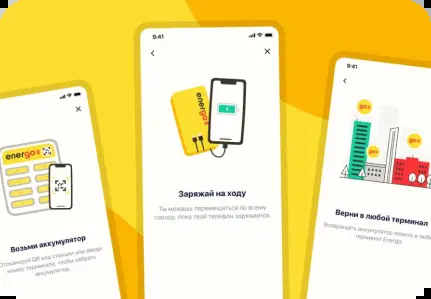 9:41
energo
Возьми аккумулятор
Отсканируй QR код станции или введи
номер терминала, чтобы забрать
аккумулятор.
9:41
energo
Заряжай на ходу
Ты можешь перемещаться по всему
городу, пока твой телефон заряжается.
9:41
go
go
go
Верни в любой терминал
Возвращать аккумулятор можно в любой
терминал Energo.